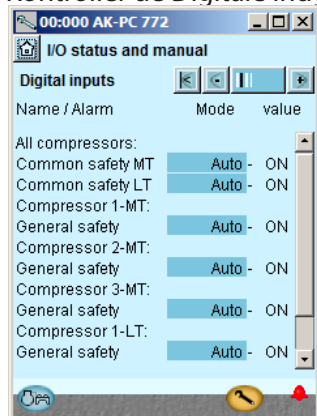 00:000 AK-PC 772
I/O status and manual
Digital inputs
Name / Alarm Mode value
All compressors:
Common safety MT Auto - ON
Common safety LT Auto - ON
Compressor 1-MT:
General safety Auto - ON
Compressor 2-MT:
General safety Auto - ON
Compressor 3-MT:
General safety Auto - ON
Compressor 1-LT:
General safety Auto - ON